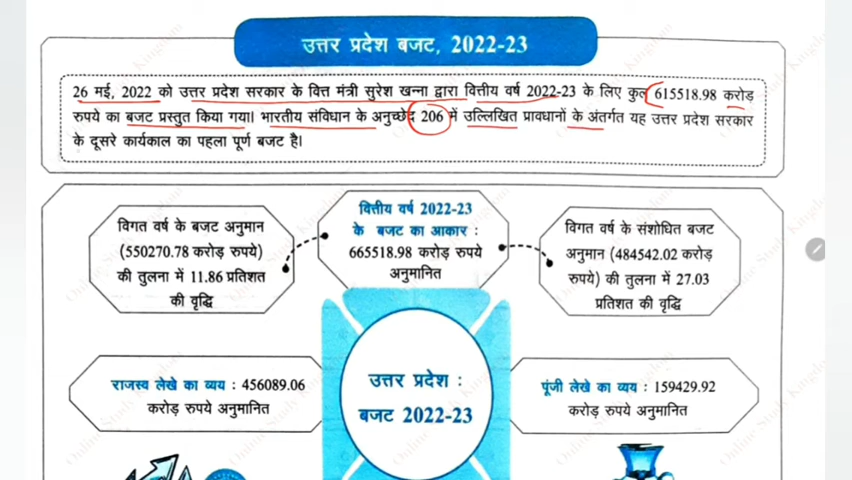 उत्तर प्रदेश बजट, 2022-23
26 मई, 2022 को उत्तर प्रदेश सरकार के वित्त मंत्री सुरेश खन्ना द्वारा वित्तीय वर्ष 2022-23 के लिए कुल 615518.98 करोड़
रुपये का बजट प्रस्तुत किया गया। भारतीय संविधान के अनुच्छेद 206 में उल्लिखित प्रावधानों के अंतर्गत यह उत्तर प्रदेश सरकार
के दूसरे कार्यकाल का पहला पूर्ण बजट है।
विगत वर्ष के बजट अनुमान
(550270.78 करोड़ रुपये)
की तुलना में 11.86 प्रतिशत
की वृद्धि
वित्तीय वर्ष 2022-23
के बजट का आकार :
665518.98 करोड़ रुपये
अनुमानित
विगत वर्ष के संशोधित बजट
अनुमान (484542.02 करोड़
रुपये) की तुलना में 27.03
प्रतिशत की वृद्धि
राजस्व लेखे का व्यय : 456089.06
करोड़ रुपये अनुमानित
उत्तर प्रदेश :
बजट 2022-23
पूंजी लेखे का व्यय : 159429.92
करोड़ रुपये अनुमानित